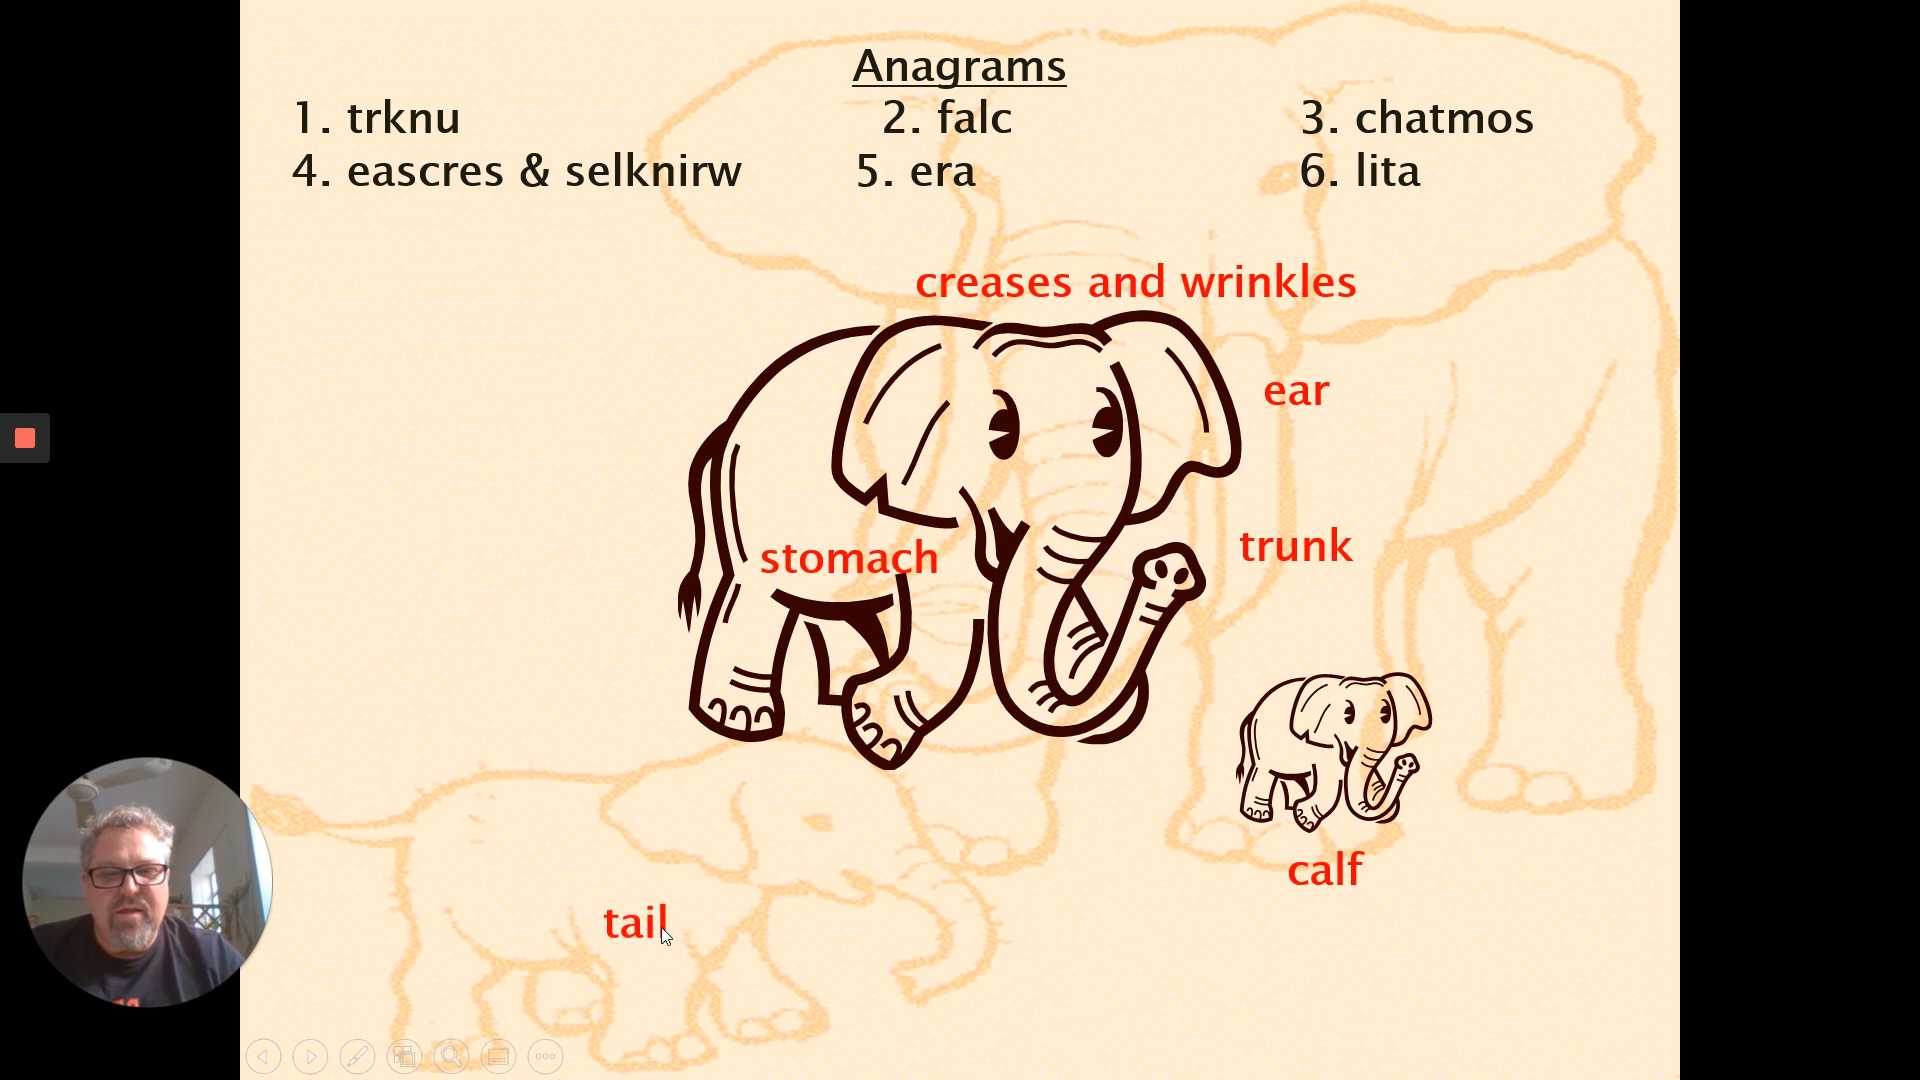 Anagrams
1. trknu 2. falc 3. chatmos
4. eascres & selknirw 5. era 6. lita
creases and wrinkles
ear
trunk
stomach
calf
tail